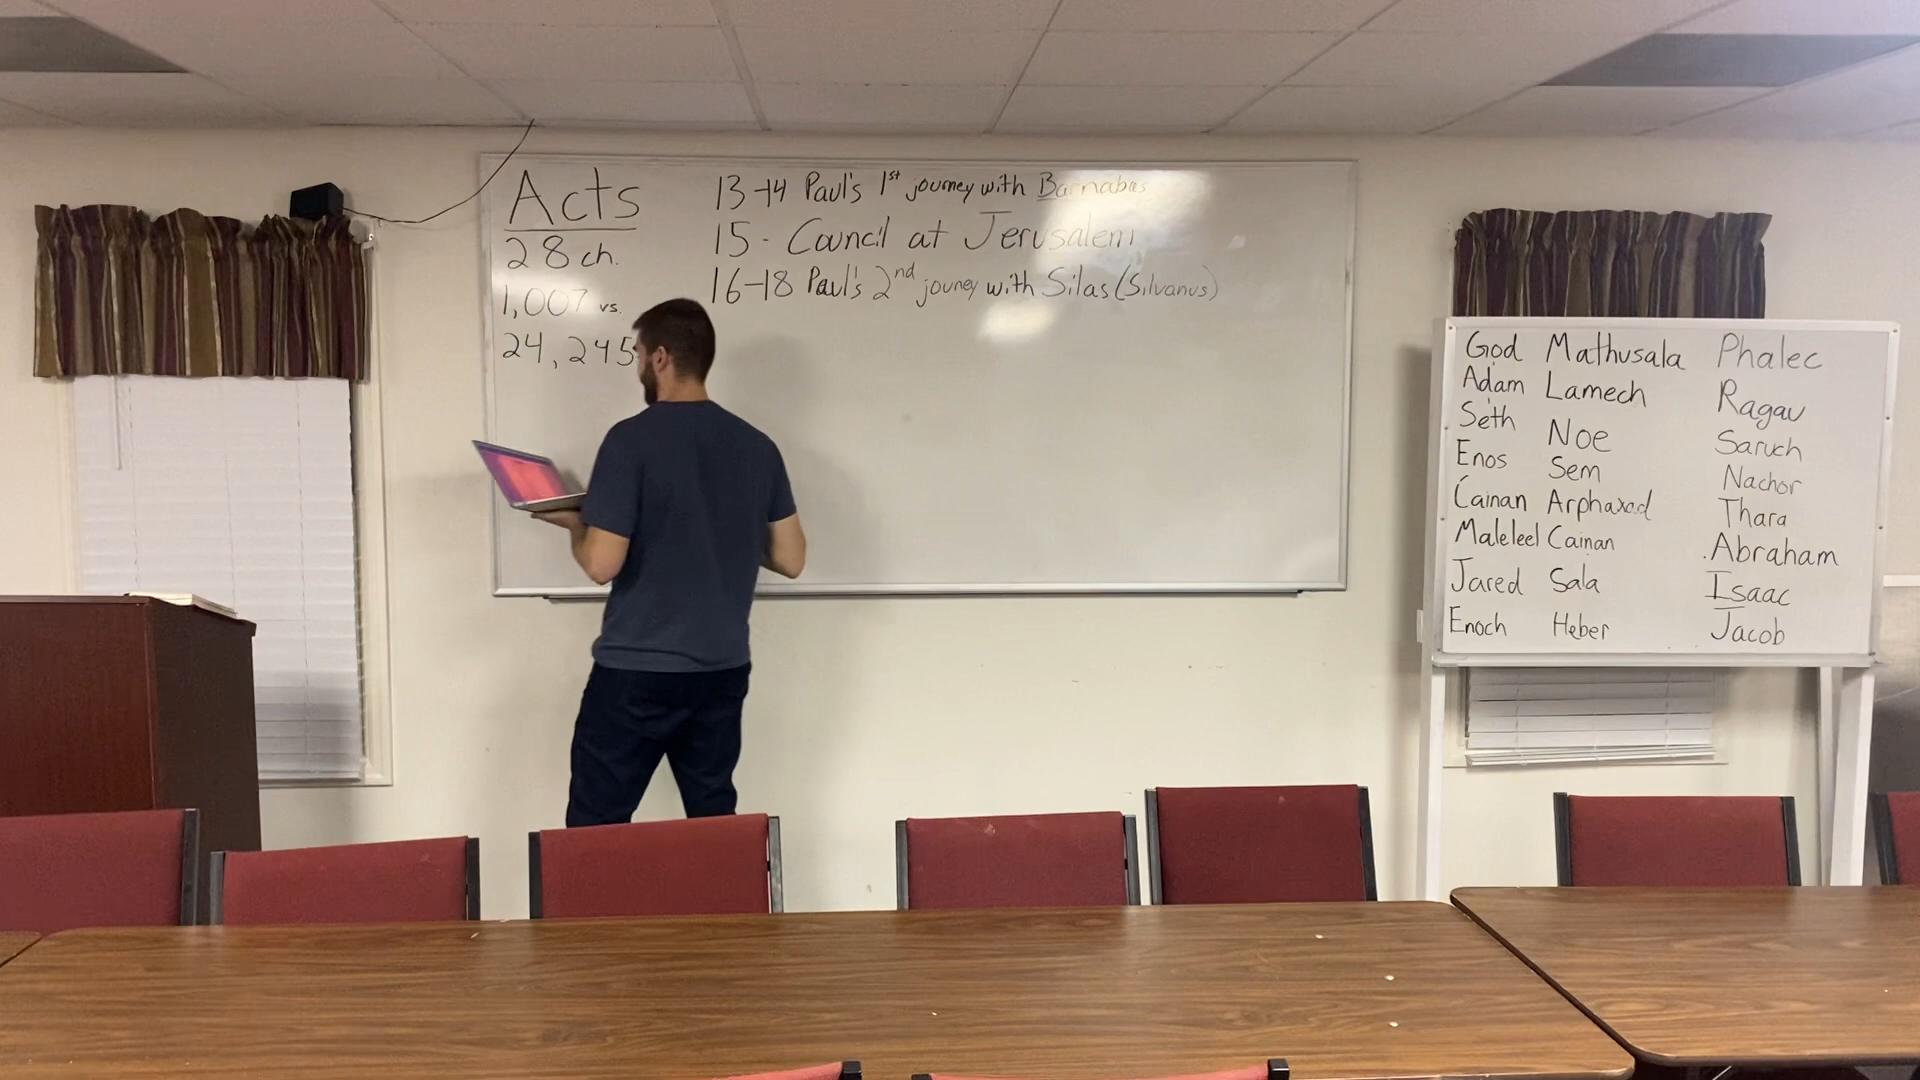 Acts
28 ch.
1,007 vs.
24,245
13-14 Paul's 1st journey with Barnabas
15 - Council at Jerusalem
16-18 Paul's 2nd jouney with Silas (Silvanus)
God
Adam
Seth
Enos
Cainan
Maleleel
Jared
Enoch
Mathusala
Lamech
Noe
Sem
Arphaxad
Cainan
Sala
Heber
Phalec
Ragau
Saruch
Nachor
Thara
Abraham
Isaac
Jacob